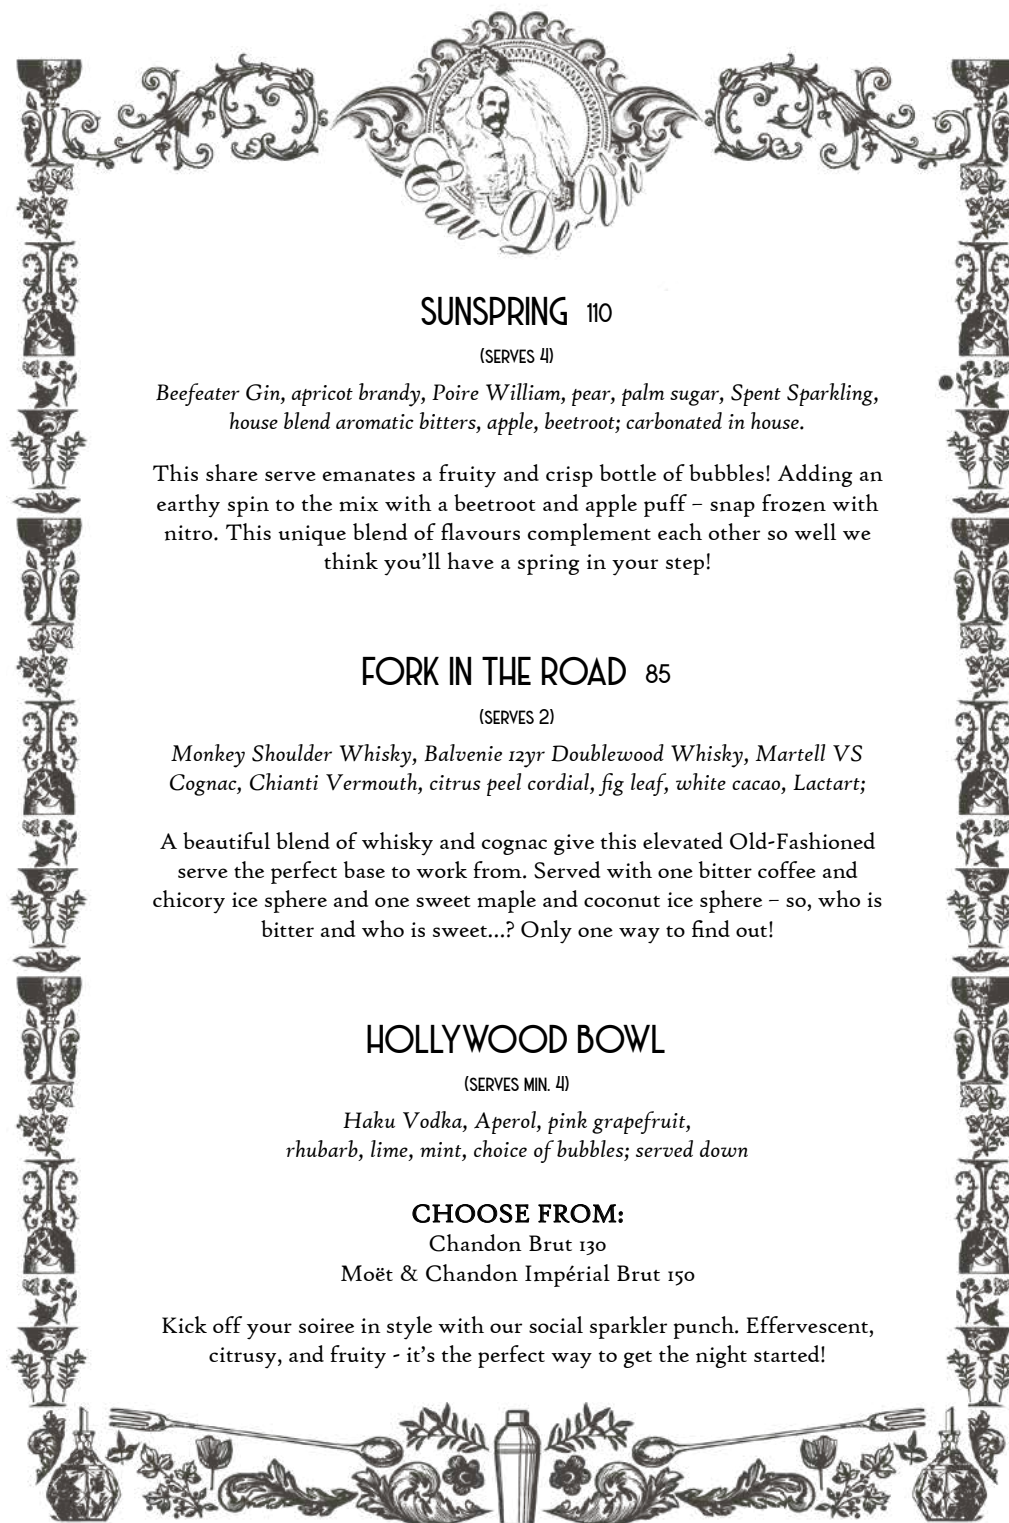 Eau-De-Vie
SUNSPRING 110
(SERVES 4)
Beefeater Gin, apricot brandy, Poire William, pear, palm sugar, Spent Sparkling,
house blend aromatic bitters, apple, beetroot; carbonated in house.
This share serve emanates a fruity and crisp bottle of bubbles! Adding an
earthy spin to the mix with a beetroot and apple puff – snap frozen with
nitro. This unique blend of flavours complement each other so well we
think you’ll have a spring in your step!
FORK IN THE ROAD 85
(SERVES 2)
Monkey Shoulder Whisky, Balvenie 12yr Doublewood Whisky, Martell VS
Cognac, Chianti Vermouth, citrus peel cordial, fig leaf, white cacao, Lactart;
A beautiful blend of whisky and cognac give this elevated Old-Fashioned
serve the perfect base to work from. Served with one bitter coffee and
chicory ice sphere and one sweet maple and coconut ice sphere – so, who is
bitter and who is sweet...? Only one way to find out!
HOLLYWOOD BOWL
(SERVES MIN. 4)
Haku Vodka, Aperol, pink grapefruit,
rhubarb, lime, mint, choice of bubbles; served down
CHOOSE FROM:
Chandon Brut 130
Moët & Chandon Impérial Brut 150
Kick off your soiree in style with our social sparkler punch. Effervescent,
citrusy, and fruity - it’s the perfect way to get the night started!